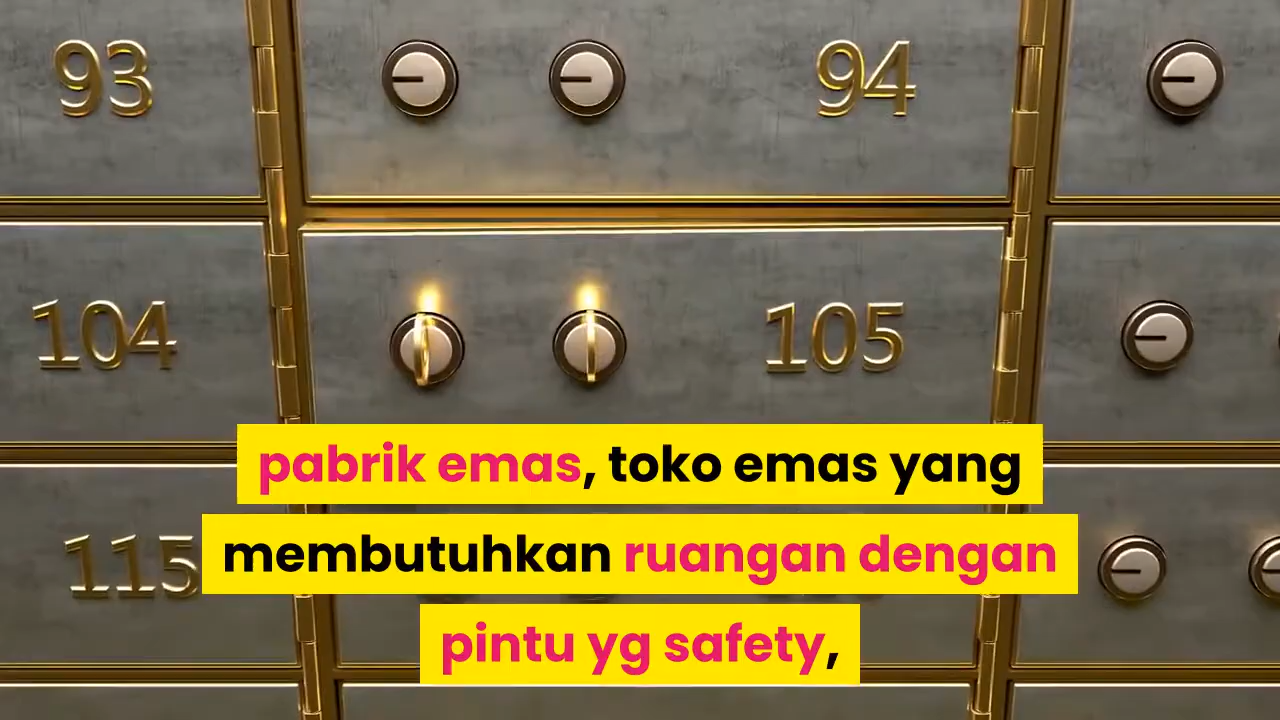 93
94
104
105
pabrik emas, toko emas yang
membutuhkan ruangan dengan
115
pintu yg safety,